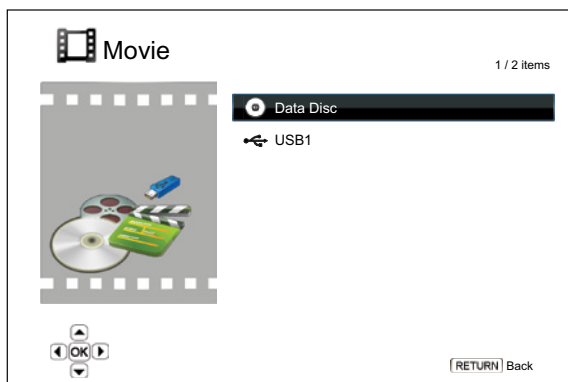 Movie
1 / 2 items
Data Disc
USB1
OK
RETURN Back